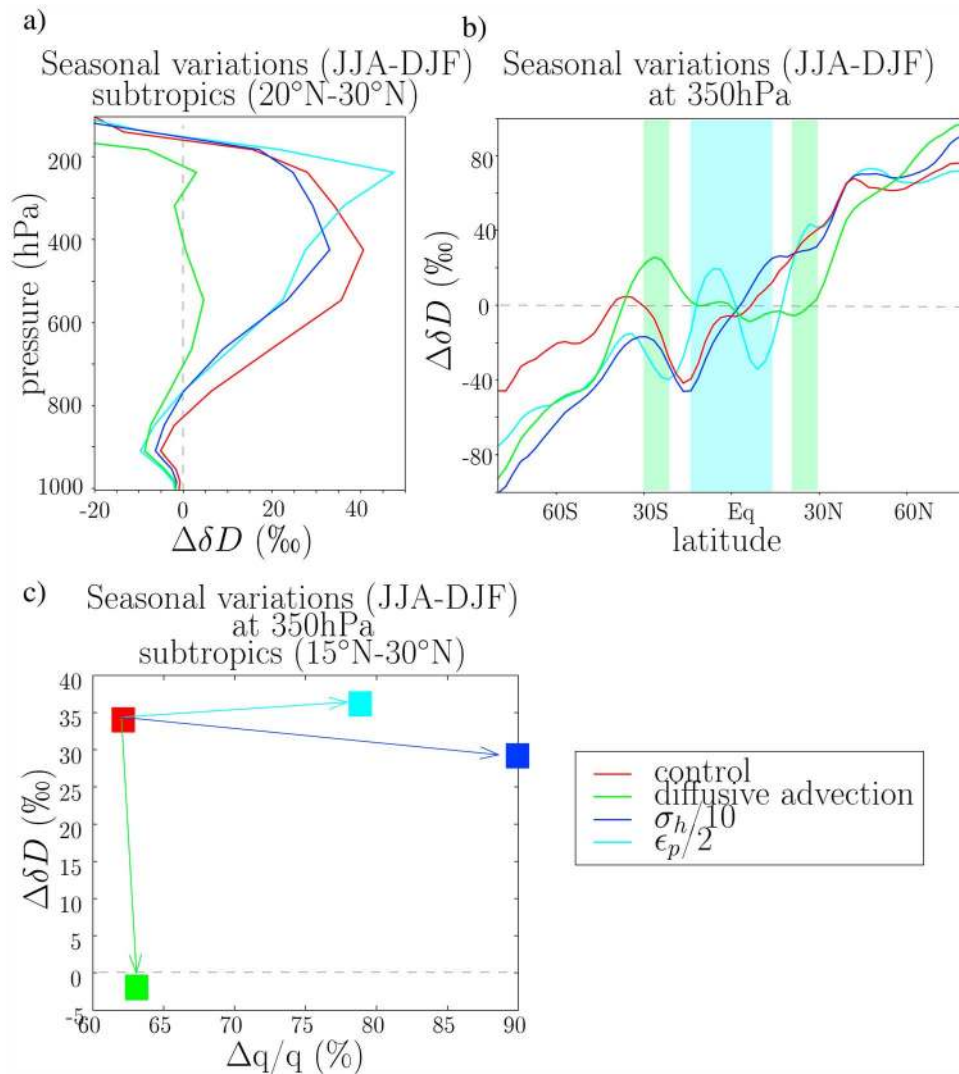 a)
Seasonal variations (JJA-DJF)
subtropics (20°N-30°N)
pressure (hPa)
200
400
600
800
1000
-20
0
20
40
ΔδD (‰)
b)
Seasonal variations (JJA-DJF)
at 350hPa
ΔδD
(‰)
80
40
0
-40
-80
60S
30S
Eq
30N
60N
latitude
c)
Seasonal variations (JJA-DJF)
at 350hPa
subtropics (15°N-30°N)
ΔδD (‰)
40
35
30
25
20
15
10
5
0
-5
60
65
70
75
80
85
90
Δq/q (%)
control
diffusive advection
σ_h/10
ϵ_p/2